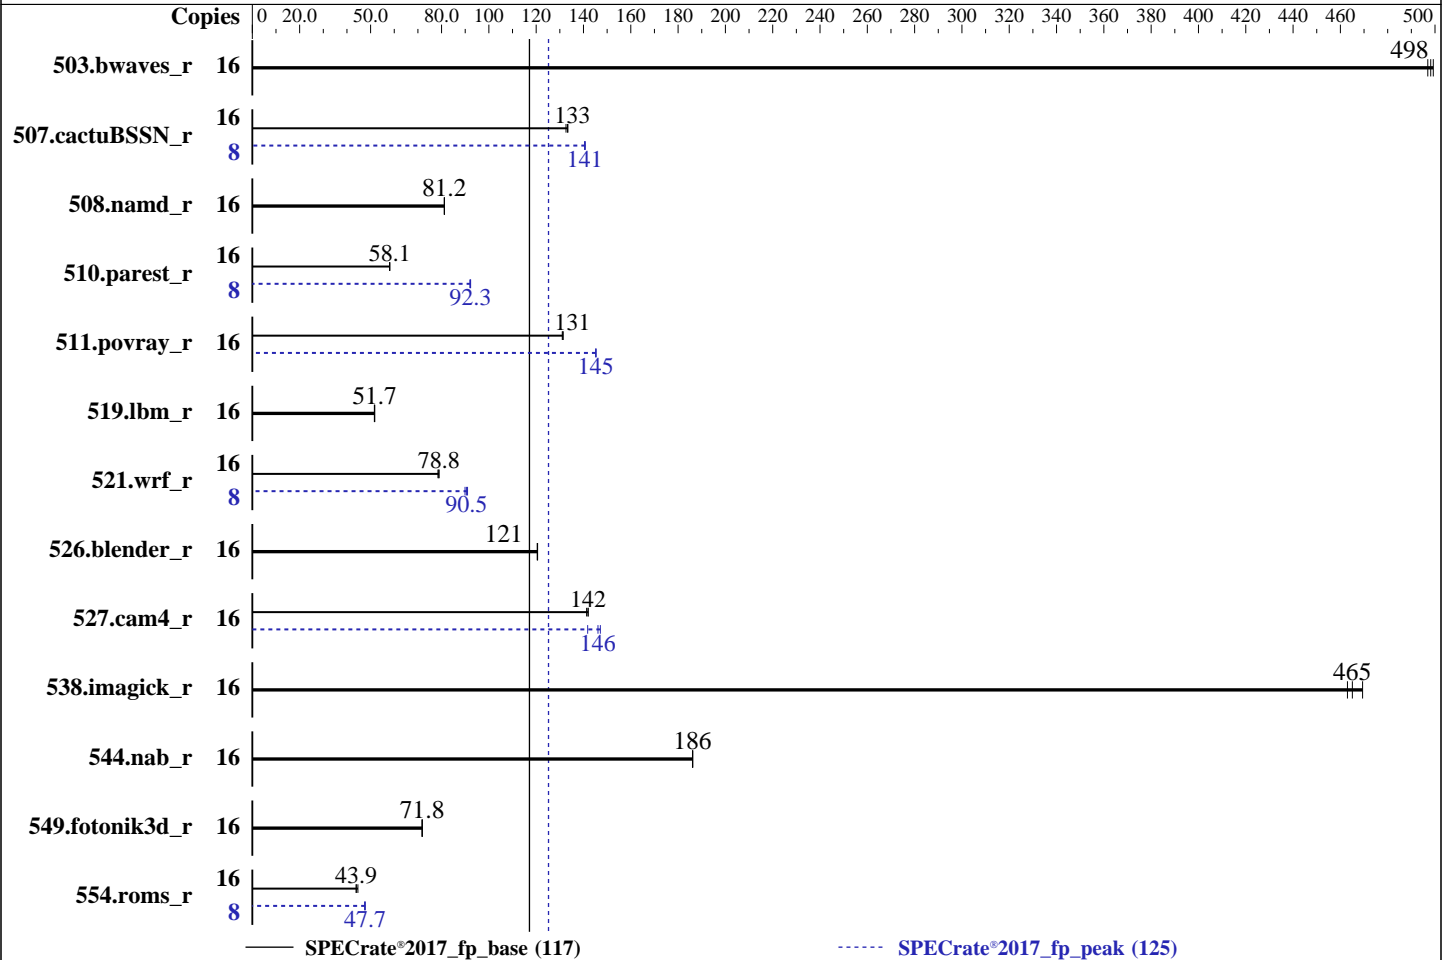 Copies 0 20.0 50.0 80.0 100 120 140 160 180 200 220 240 260 280 300 320 340 360 380 400 420 440 460 500
503.bwaves_r 16 498
507.cactuBSSN_r 16 133
8 141
508.namd_r 16 81.2
510.parest_r 16 58.1
8 92.3
511.povray_r 16 131
145
519.lbm_r 16 51.7
521.wrf_r 16 78.8
8 90.5
526.blender_r 16 121
527.cam4_r 16 142
146
538.imagick_r 16 465
544.nab_r 16 186
549.fotonik3d_r 16 71.8
554.roms_r 16 43.9
8 47.7
SPECrate®2017_fp_base (117) SPECrate®2017_fp_peak (125)